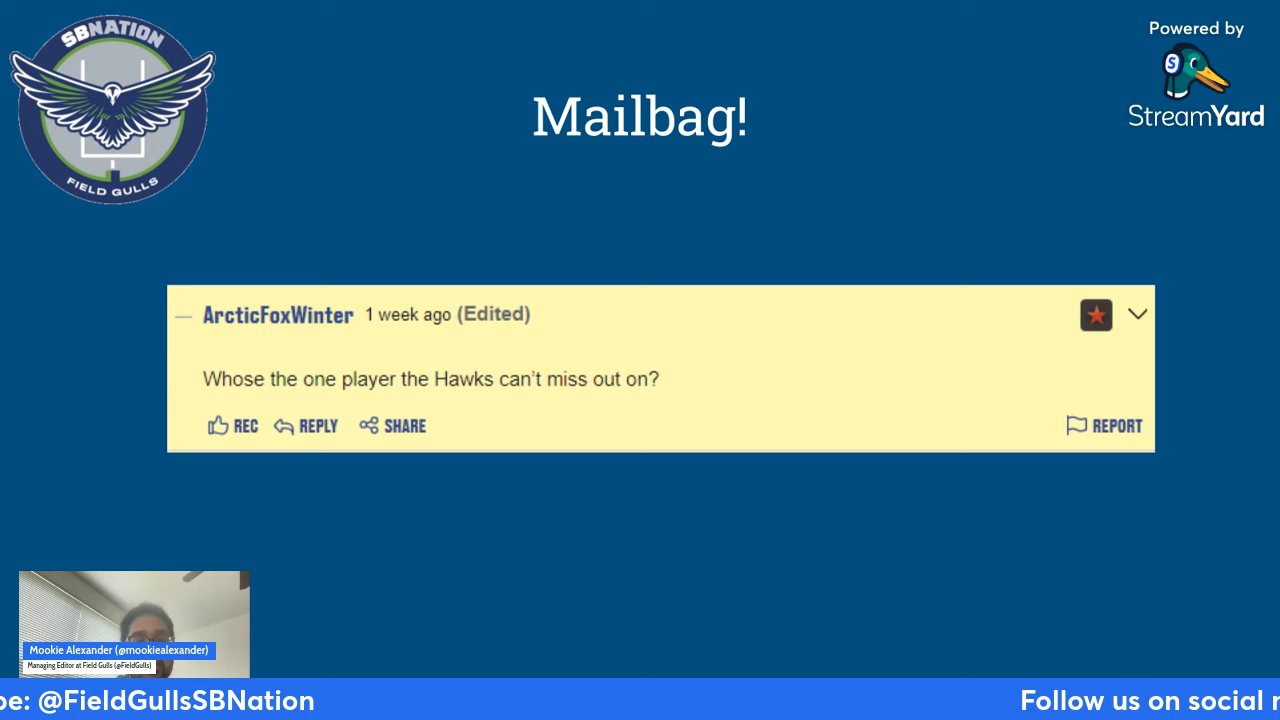 SBNATION
FIELD GULLS
Powered by
S
StreamYard
Mailbag!
ArcticFoxWinter 1 week ago (Edited)
Whose the one player the Hawks can't miss out on?
REC REPLY SHARE REPORT
Mookie Alexander (@mookiealexander)
Managing Editor at Field Gulls (@FieldGulls)
be: @FieldGullsSBNation Follow us on social